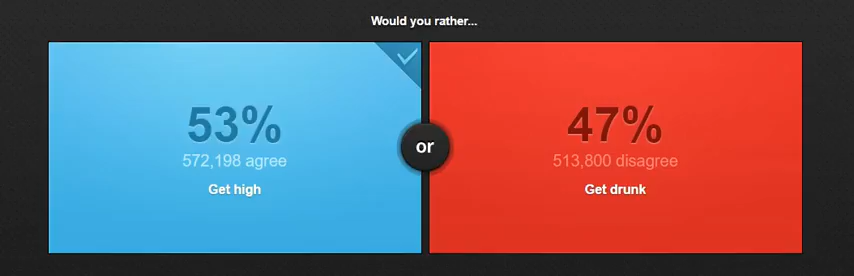 Would you rather...
53%
572,198 agree
Get high
or
47%
513,800 disagree
Get drunk